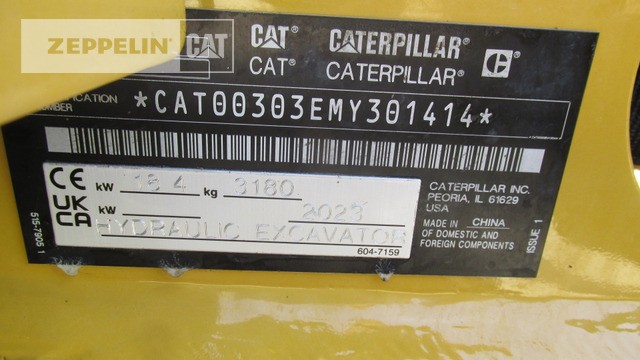 ZEPPELIN
CAT CAT® CATERPILLAR® C®
CAT® CATERPILLAR®
NUMBER
*CAT00303EMY301414*
CE kW 18.4 kg 3180
UKCA kW 2023
HYDRAULIC EXCAVATOR
604-7159
515-7905 1
CATERPILLAR INC.
PEORIA, IL 61629
USA
MADE IN CHINA
OF DOMESTIC AND
FOREIGN COMPONENTS
ISSUE 1